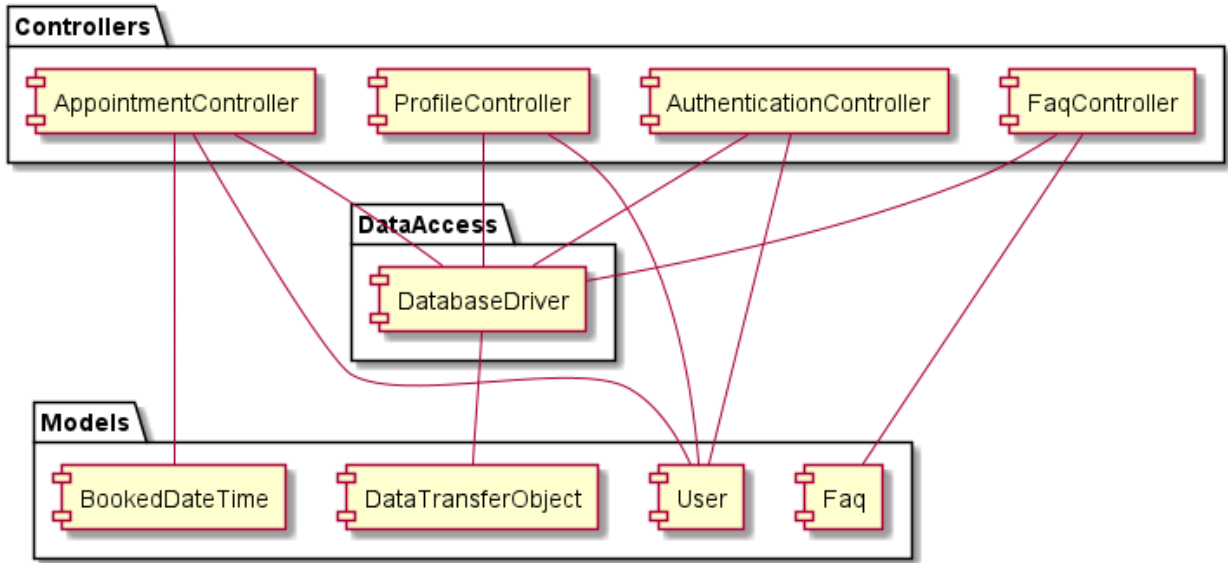 Controllers
AppointmentController
ProfileController
AuthenticationController
FaqController
DataAccess
DatabaseDriver
Models
BookedDateTime
DataTransferObject
User
Faq